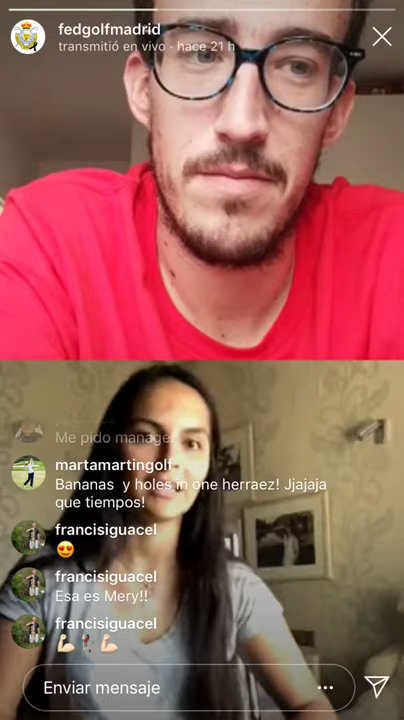 fedgolfmadrid
transmitió en vivo · hace 21 h
Me pido manager
martamartingolf
Bananas y holes in one herraez! Jjajaja
que tiempos!
francisiguacel
😍
francisiguacel
Esa es Mery!!
francisiguacel
💪🏻💃🏻💪🏻
Enviar mensaje